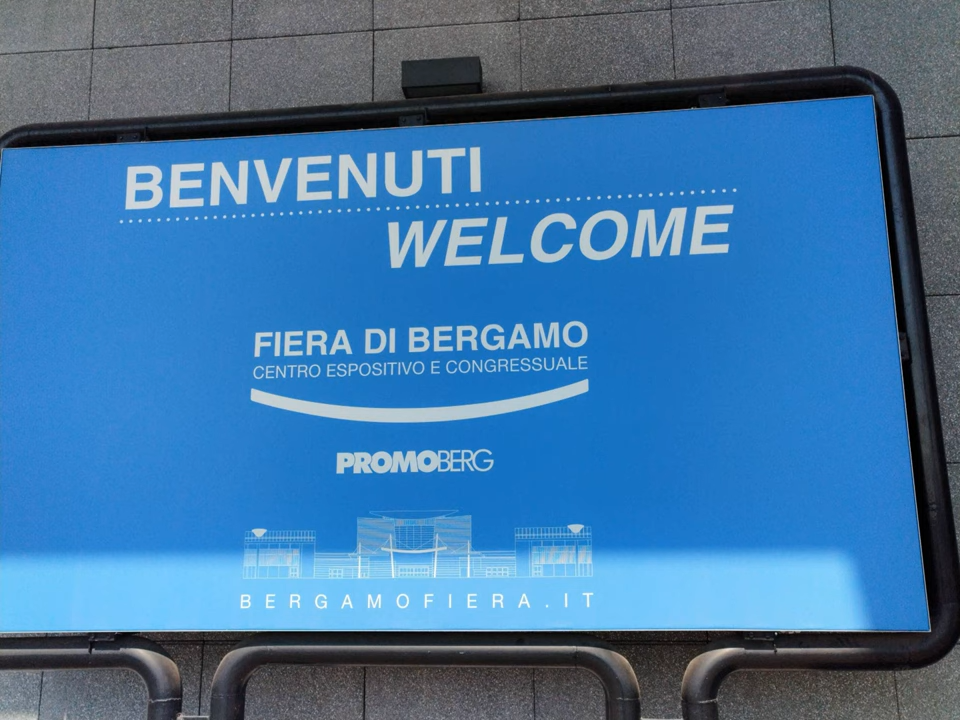 BENVENUTI
WELCOME
FIERA DI BERGAMO
CENTRO ESPOSITIVO E CONGRESSUALE
PROMOBERG
BERGAMOFIERA.IT